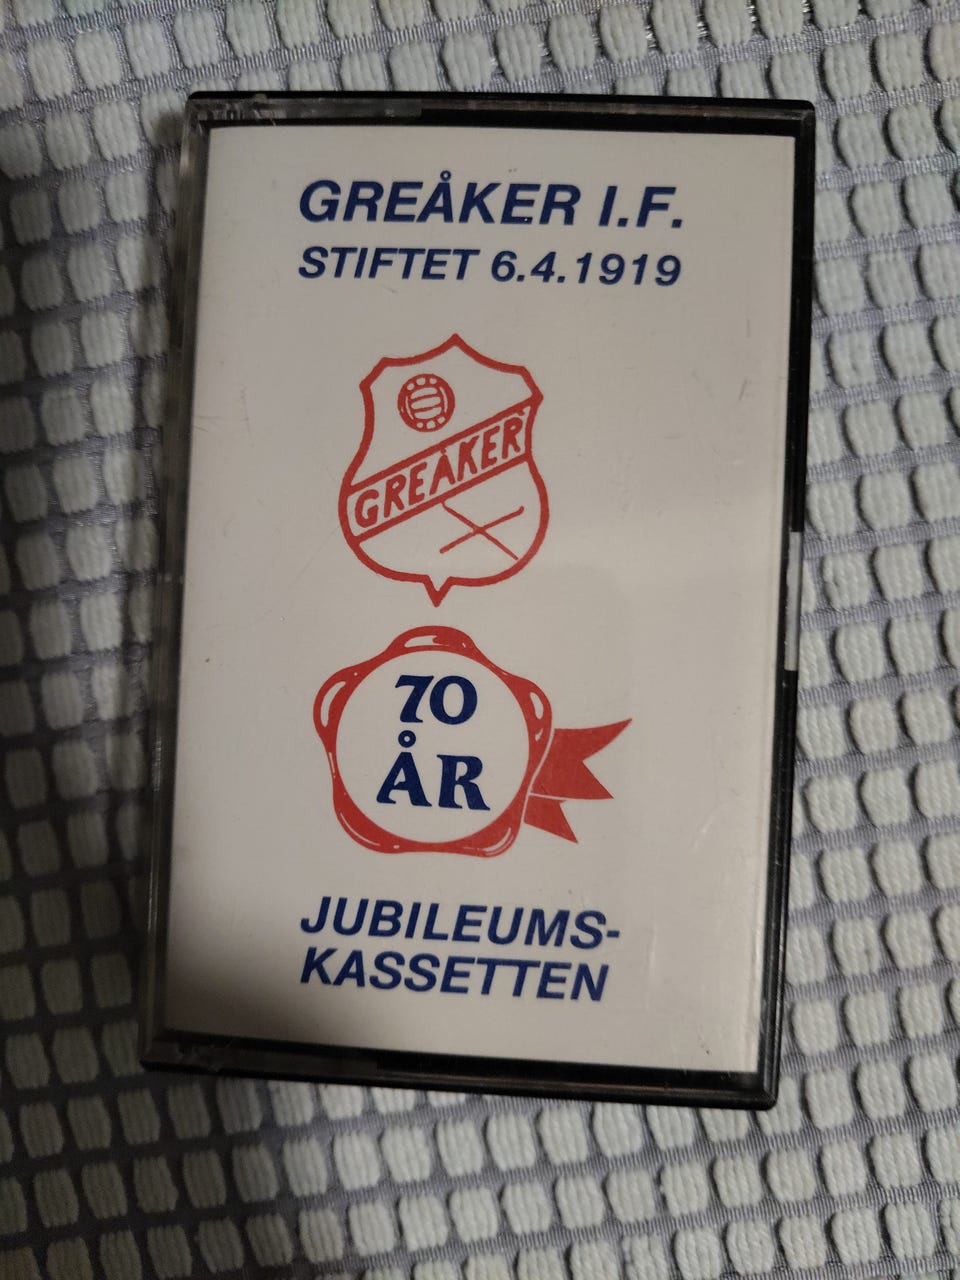 GREÅKER I.F.
STIFTET 6.4.1919
GREÅKER
70
ÅR
JUBILEUMS-
KASSETTEN